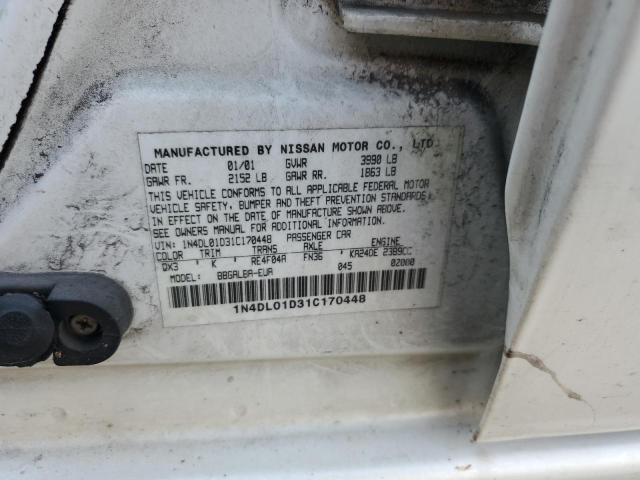 MANUFACTURED BY NISSAN MOTOR CO., LTD.
DATE 01/01 GVWR 3990 LB
GAWR FR. 2152 LB GAWR RR. 1863 LB
THIS VEHICLE CONFORMS TO ALL APPLICABLE FEDERAL MOTOR
VEHICLE SAFETY, BUMPER AND THEFT PREVENTION STANDARDS
IN EFFECT ON THE DATE OF MANUFACTURE SHOWN ABOVE.
SEE OWNERS MANUAL FOR ADDITIONAL INFORMATION.
VIN: 1N4DL01D31C170448 PASSENGER CAR
COLOR TRIM TRANS AXLE ENGINE
QX3 K RE4F04A FN36 KA24DE 2389CC
MODEL: BBGALBA-EUA 045 02000
1N4DL01D31C170448